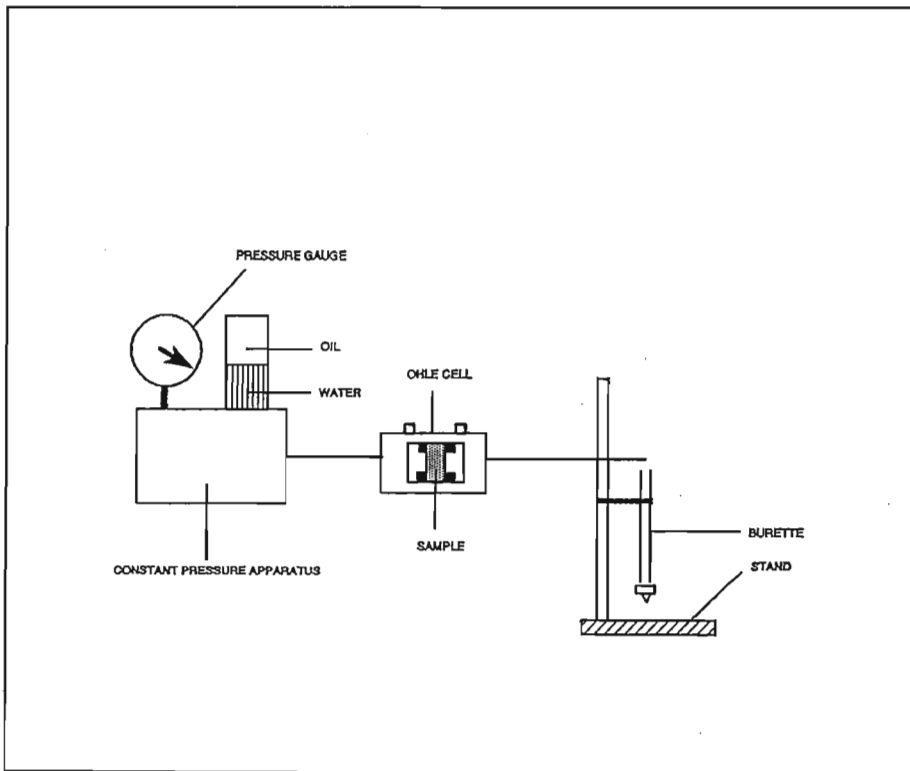 PRESSURE GAUGE
OIL
WATER
OHLE CELL
SAMPLE
CONSTANT PRESSURE APPARATUS
BURETTE
STAND